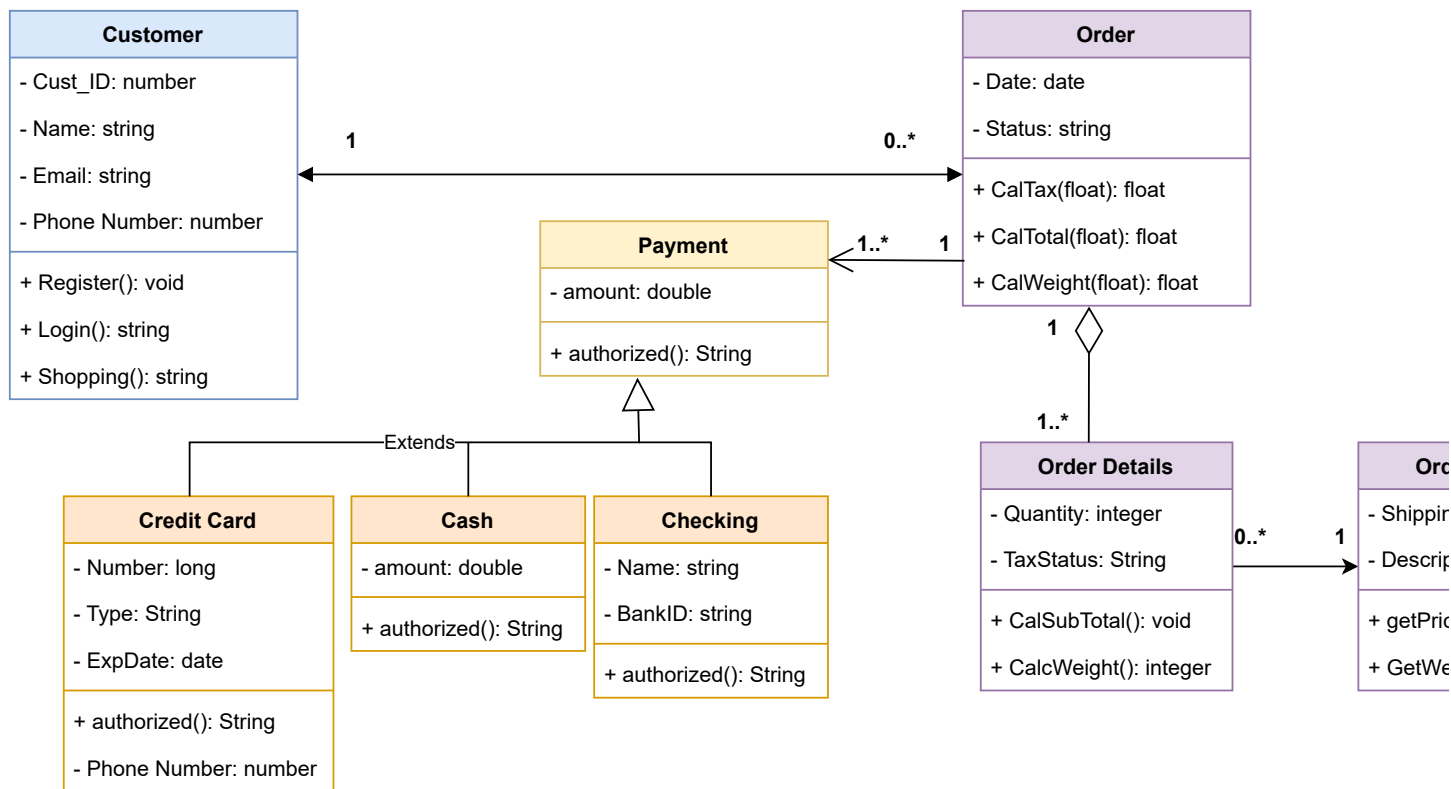 Customer
- Cust_ID: number
- Name: string
- Email: string
- Phone Number: number
+ Register(): void
+ Login(): string
+ Shopping(): string
1
0..*
Order
- Date: date
- Status: string
+ CalTax(float): float
+ CalTotal(float): float
+ CalWeight(float): float
Payment
- amount: double
+ authorized(): String
1..*
1
1
1..*
Extends
Credit Card
- Number: long
- Type: String
- ExpDate: date
+ authorized(): String
- Phone Number: number
Cash
- amount: double
+ authorized(): String
Checking
- Name: string
- BankID: string
+ authorized(): String
Order Details
- Quantity: integer
- TaxStatus: String
+ CalSubTotal(): void
+ CalcWeight(): integer
0..*
1